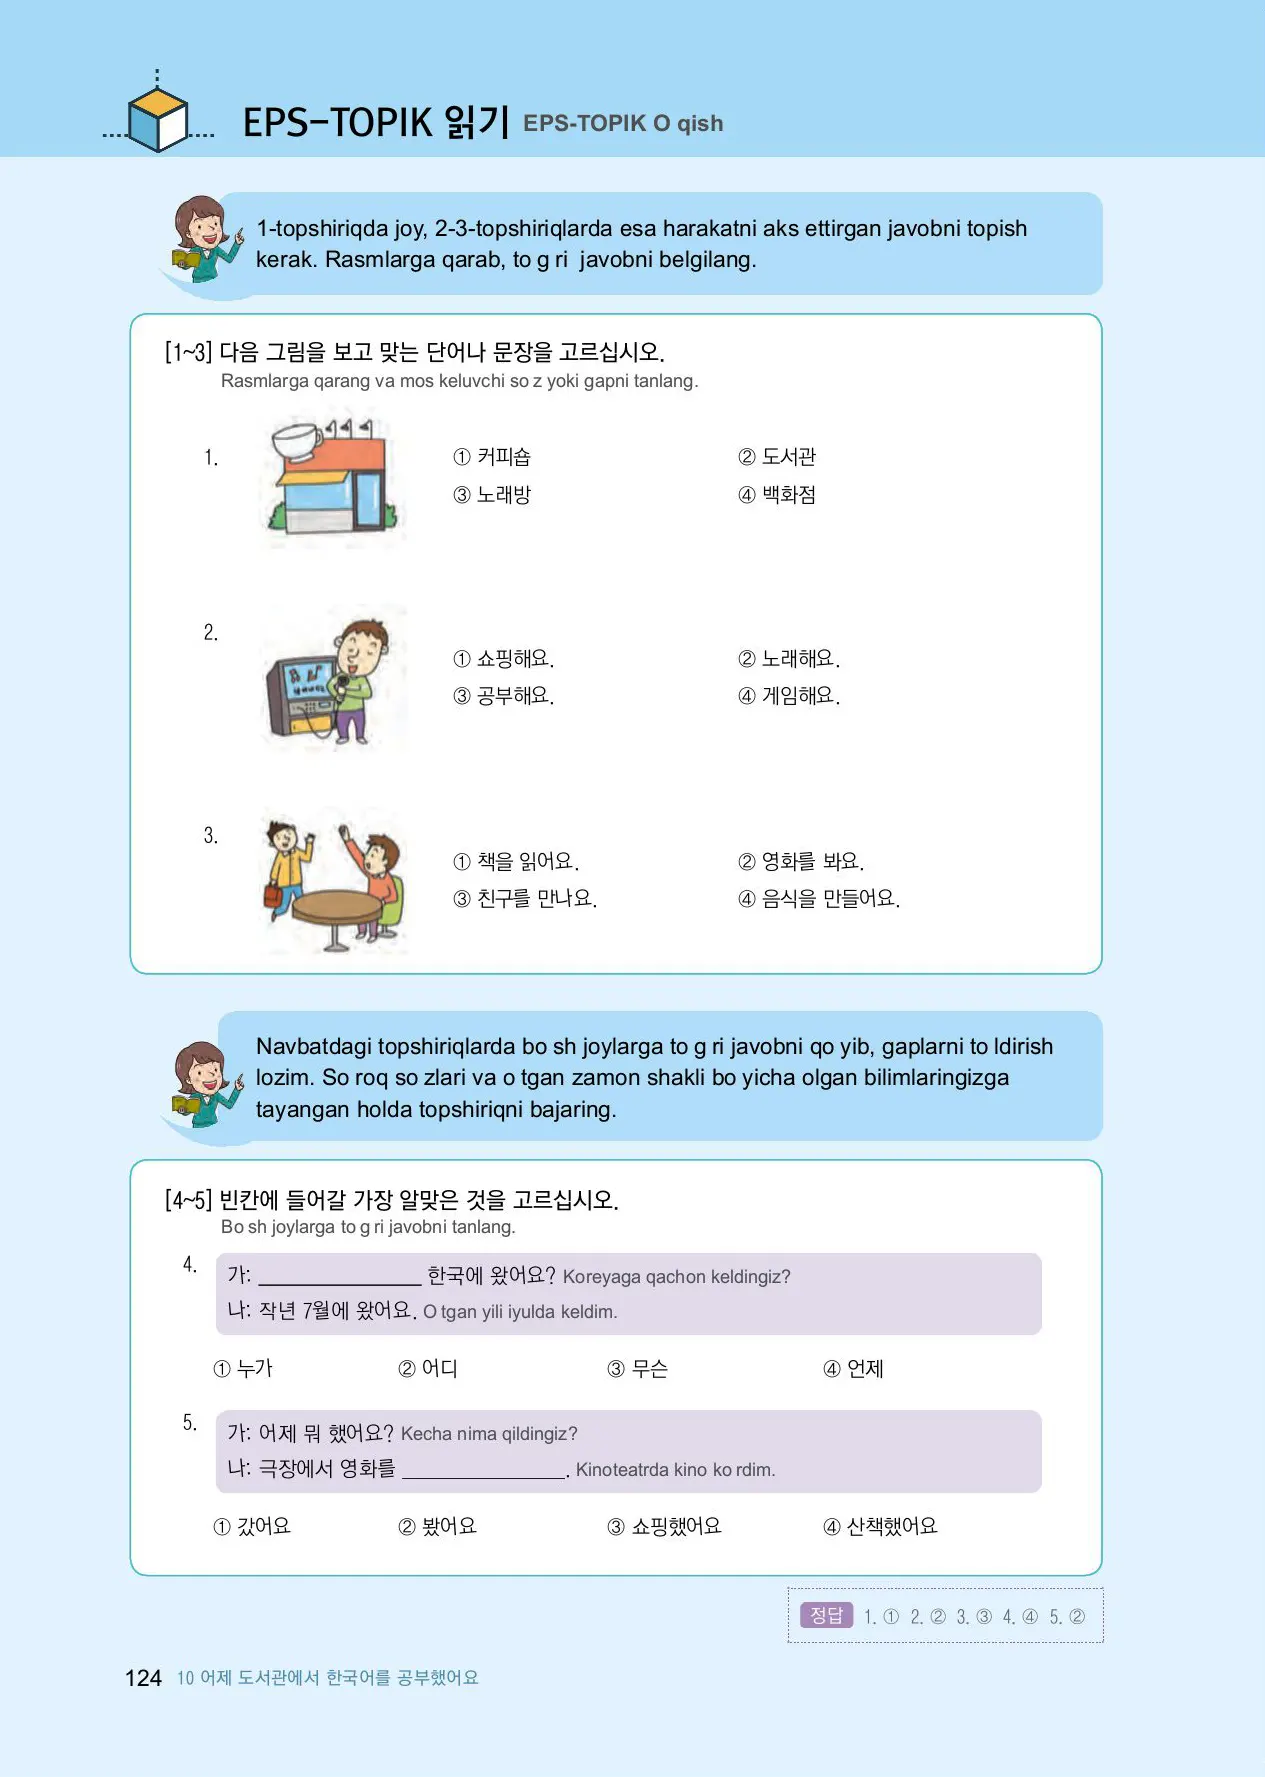 EPS-TOPIK 읽기 EPS-TOPIK O qish
1-topshiriqda joy, 2-3-topshiriqlarda esa harakatni aks ettirgan javobni topish
kerak. Rasmlarga qarab, to g ri javobni belgilang.
[1~3] 다음 그림을 보고 맞는 단어나 문장을 고르십시오.
Rasmlarga qarang va mos keluvchi so z yoki gapni tanlang.
1.
① 커피숍 ② 도서관
③ 노래방 ④ 백화점
2.
① 쇼핑해요. ② 노래해요.
③ 공부해요. ④ 게임해요.
3.
① 책을 읽어요. ② 영화를 봐요.
③ 친구를 만나요. ④ 음식을 만들어요.
Navbatdagi topshiriqlarda bo sh joylarga to g ri javobni qo yib, gaplarni to ldirish
lozim. So roq so zlari va o tgan zamon shakli bo yicha olgan bilimlaringizga
tayangan holda topshiriqni bajaring.
[4~5] 빈칸에 들어갈 가장 알맞은 것을 고르십시오.
Bo sh joylarga to g ri javobni tanlang.
4. 가: _______________ 한국에 왔어요? Koreyaga qachon keldingiz?
나: 작년 7월에 왔어요. O tgan yili iyulda keldim.
① 누가 ② 어디 ③ 무슨 ④ 언제
5. 가: 어제 뭐 했어요? Kecha nima qildingiz?
나: 극장에서 영화를 _______________. Kinoteatrda kino ko rdim.
① 갔어요 ② 봤어요 ③ 쇼핑했어요 ④ 산책했어요
정답 1. ① 2. ② 3. ③ 4. ④ 5. ②
124 10 어제 도서관에서 한국어를 공부했어요